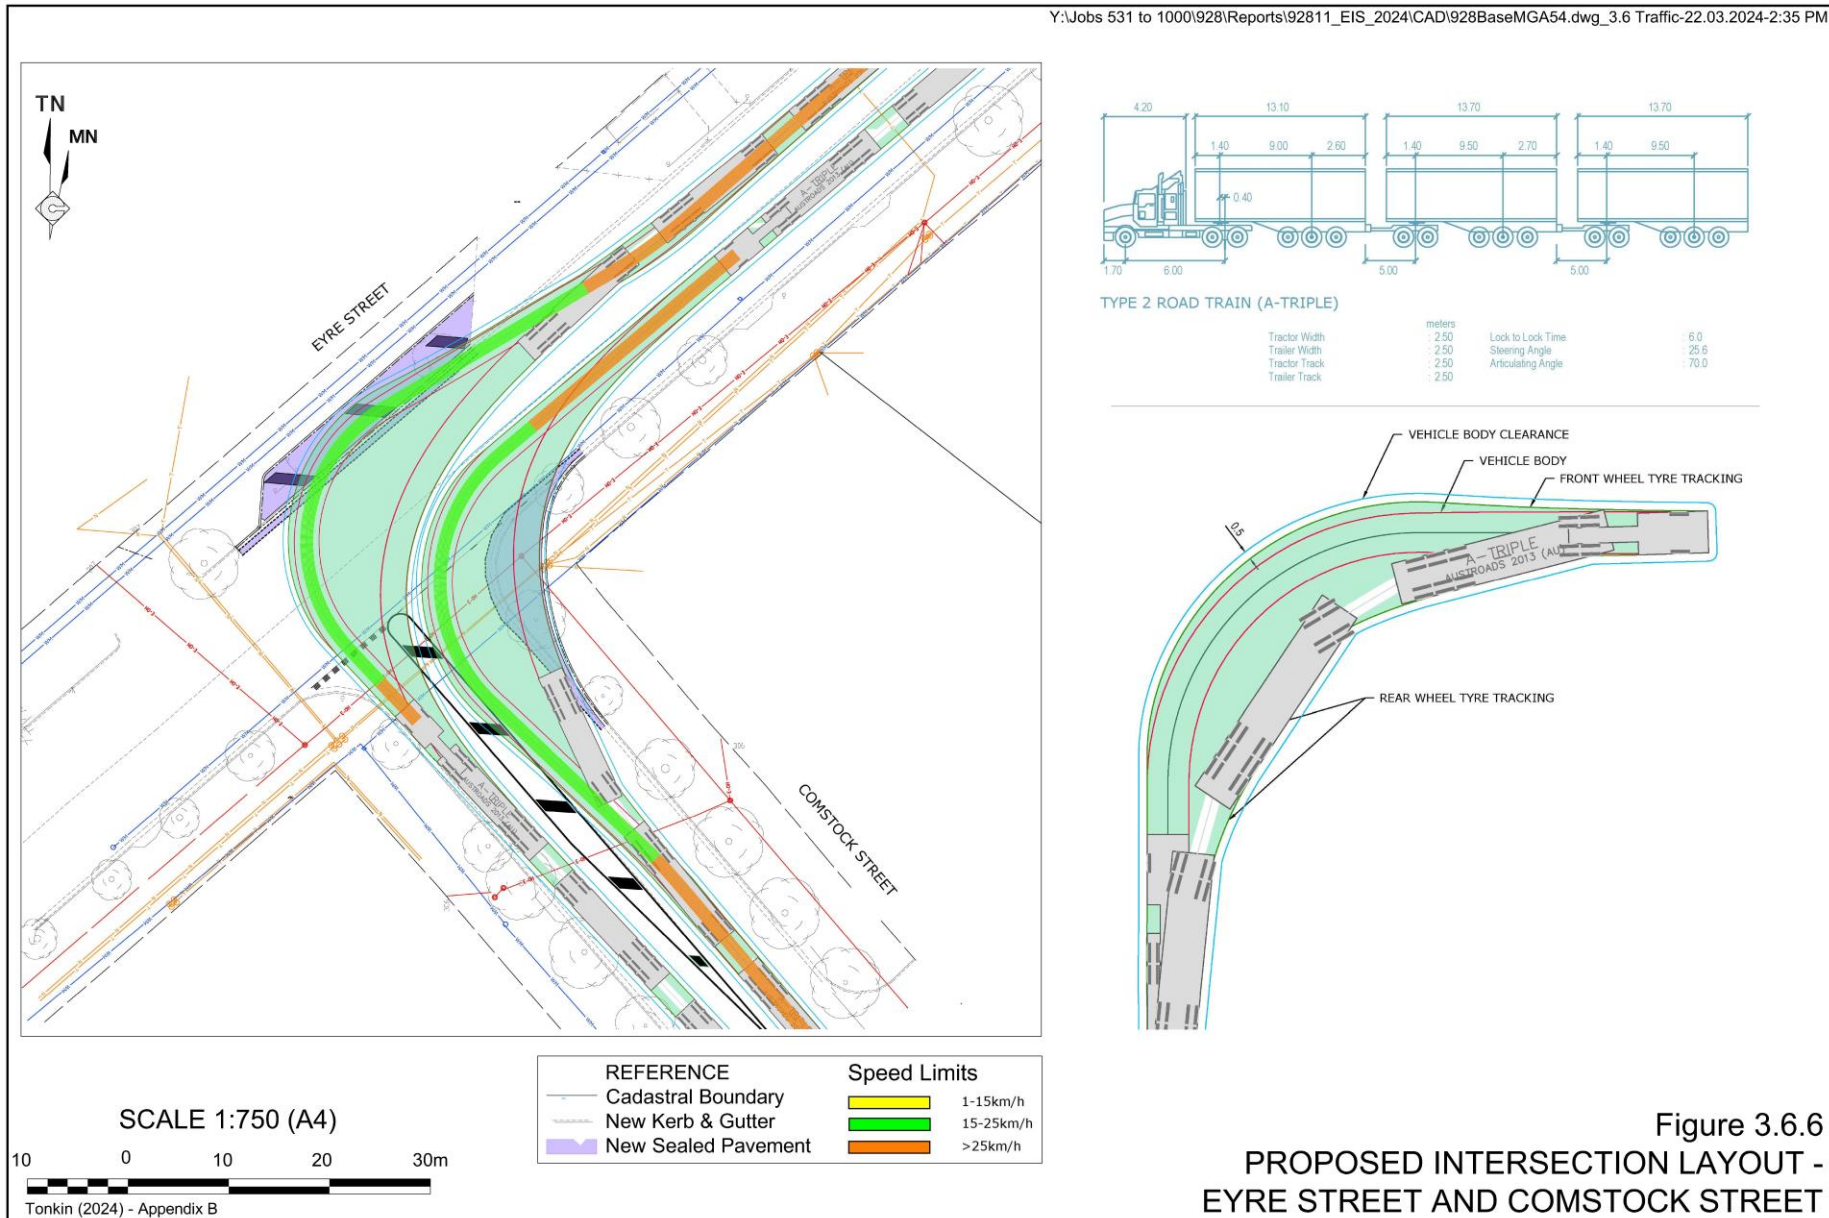 Y:\Jobs 531 to 1000\928\Reports\92811_EIS_2024\CAD\928BaseMGA54.dwg_3.6 Traffic-22.03.2024-2:35 PM
TN
MN
EYRE STREET
COMSTOCK STREET
A-TRIPLE
AUSTROADS 2013 (AU)
A-TRIPLE
AUSTROADS 2013 (AU)
306
4.20 13.10 13.70 13.70
1.40 9.00 2.60 1.40 9.50 2.70 1.40 9.50
0.40
1.70 6.00 5.00 5.00
TYPE 2 ROAD TRAIN (A-TRIPLE)
meters
Tractor Width : 2.50 Lock to Lock Time : 6.0
Trailer Width : 2.50 Steering Angle : 25.6
Tractor Track : 2.50 Articulating Angle : 70.0
Trailer Track : 2.50
VEHICLE BODY CLEARANCE
VEHICLE BODY
FRONT WHEEL TYRE TRACKING
0.5
A-TRIPLE
AUSTROADS 2013 (AU)
REAR WHEEL TYRE TRACKING
REFERENCE
Cadastral Boundary
New Kerb & Gutter
New Sealed Pavement
Speed Limits
1-15km/h
15-25km/h
>25km/h
SCALE 1:750 (A4)
10 0 10 20 30m
Tonkin (2024) - Appendix B
Figure 3.6.6
PROPOSED INTERSECTION LAYOUT -
EYRE STREET AND COMSTOCK STREET